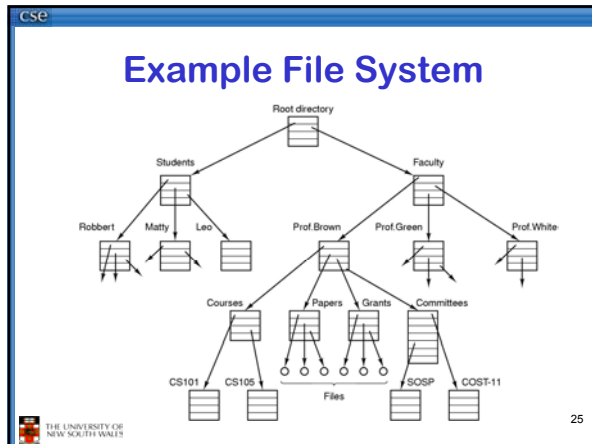 cse
Example File System
Root directory
Students
Faculty
Robbert
Matty
Leo
Prof.Brown
Prof.Green
Prof.White
Courses
Papers
Grants
Committees
CS101
CS105
Files
SOSP
COST-11
THE UNIVERSITY OF
NEW SOUTH WALES
25